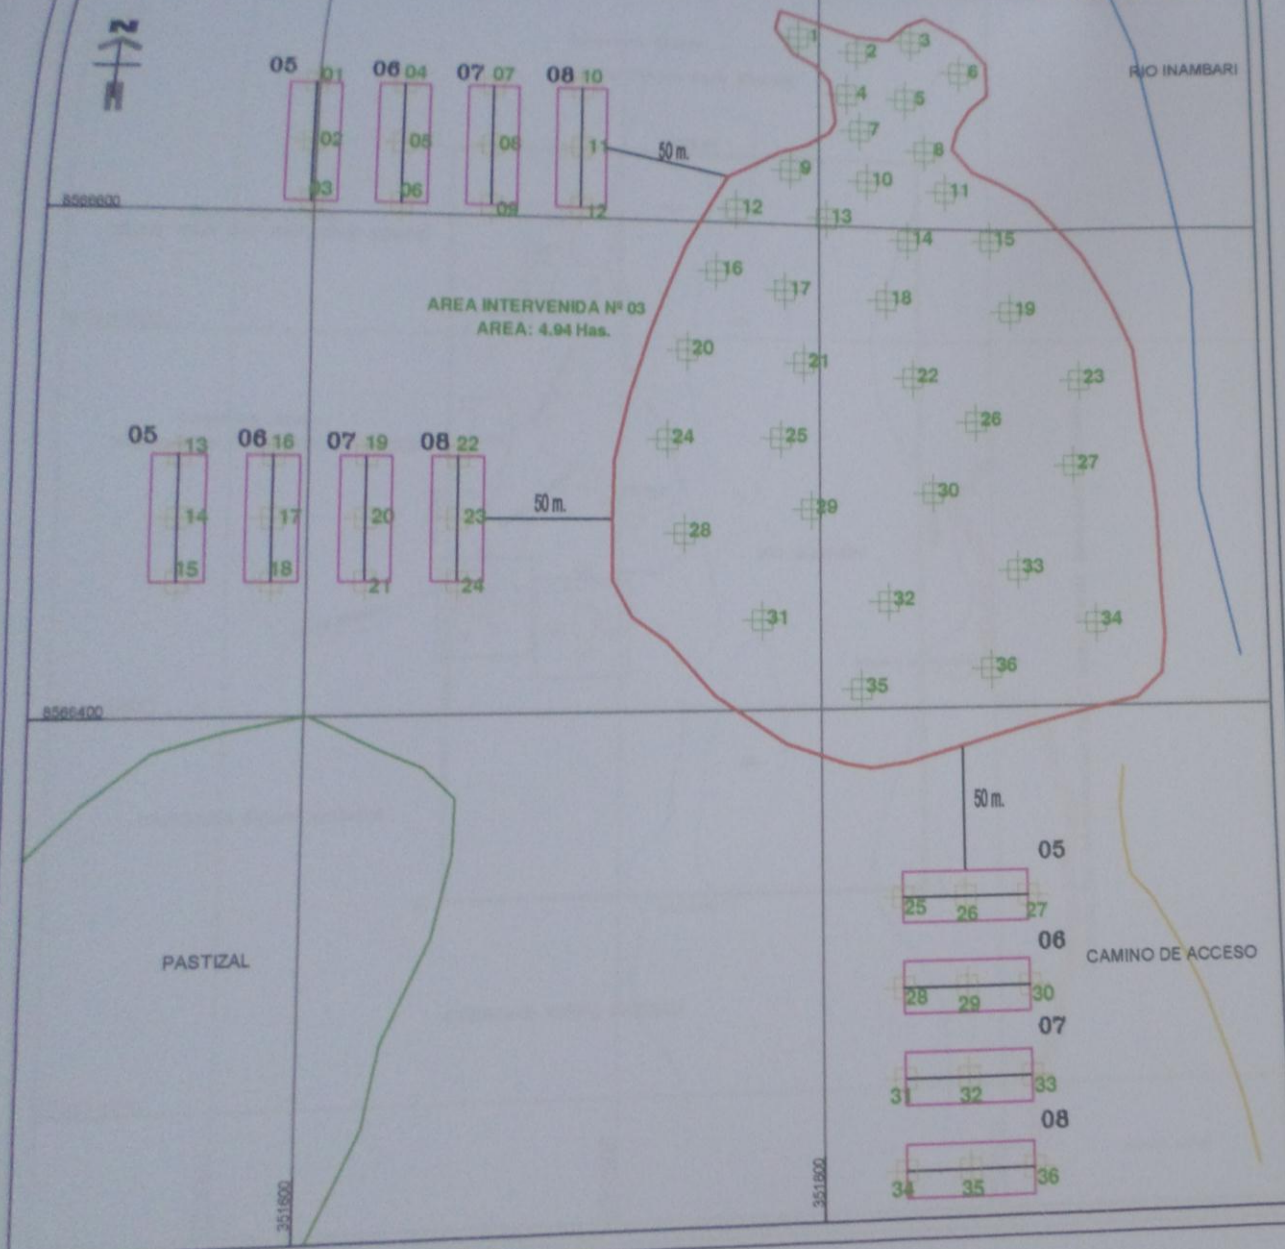 N
05 01 06 04 07 07 08 10
1 2 3
6
RIO INAMBARI
4 5
02 05 08 11
50 m.
7 8
9
03 06 09 12
10 11
8566600
12 13
14 15
16 17 18 19
AREA INTERVENIDA Nº 03
AREA: 4.94 Has.
20 21 22 23
05 13 06 16 07 19 08 22
24 25 26
27
14 17 20 23
50 m.
28 29 30
15 18 21 24
33
31 32 34
35 36
8566400
50 m.
05
25 26 27
06
PASTIZAL
CAMINO DE ACCESO
28 29 30
07
31 32 33
08
34 35 36
351600
351800